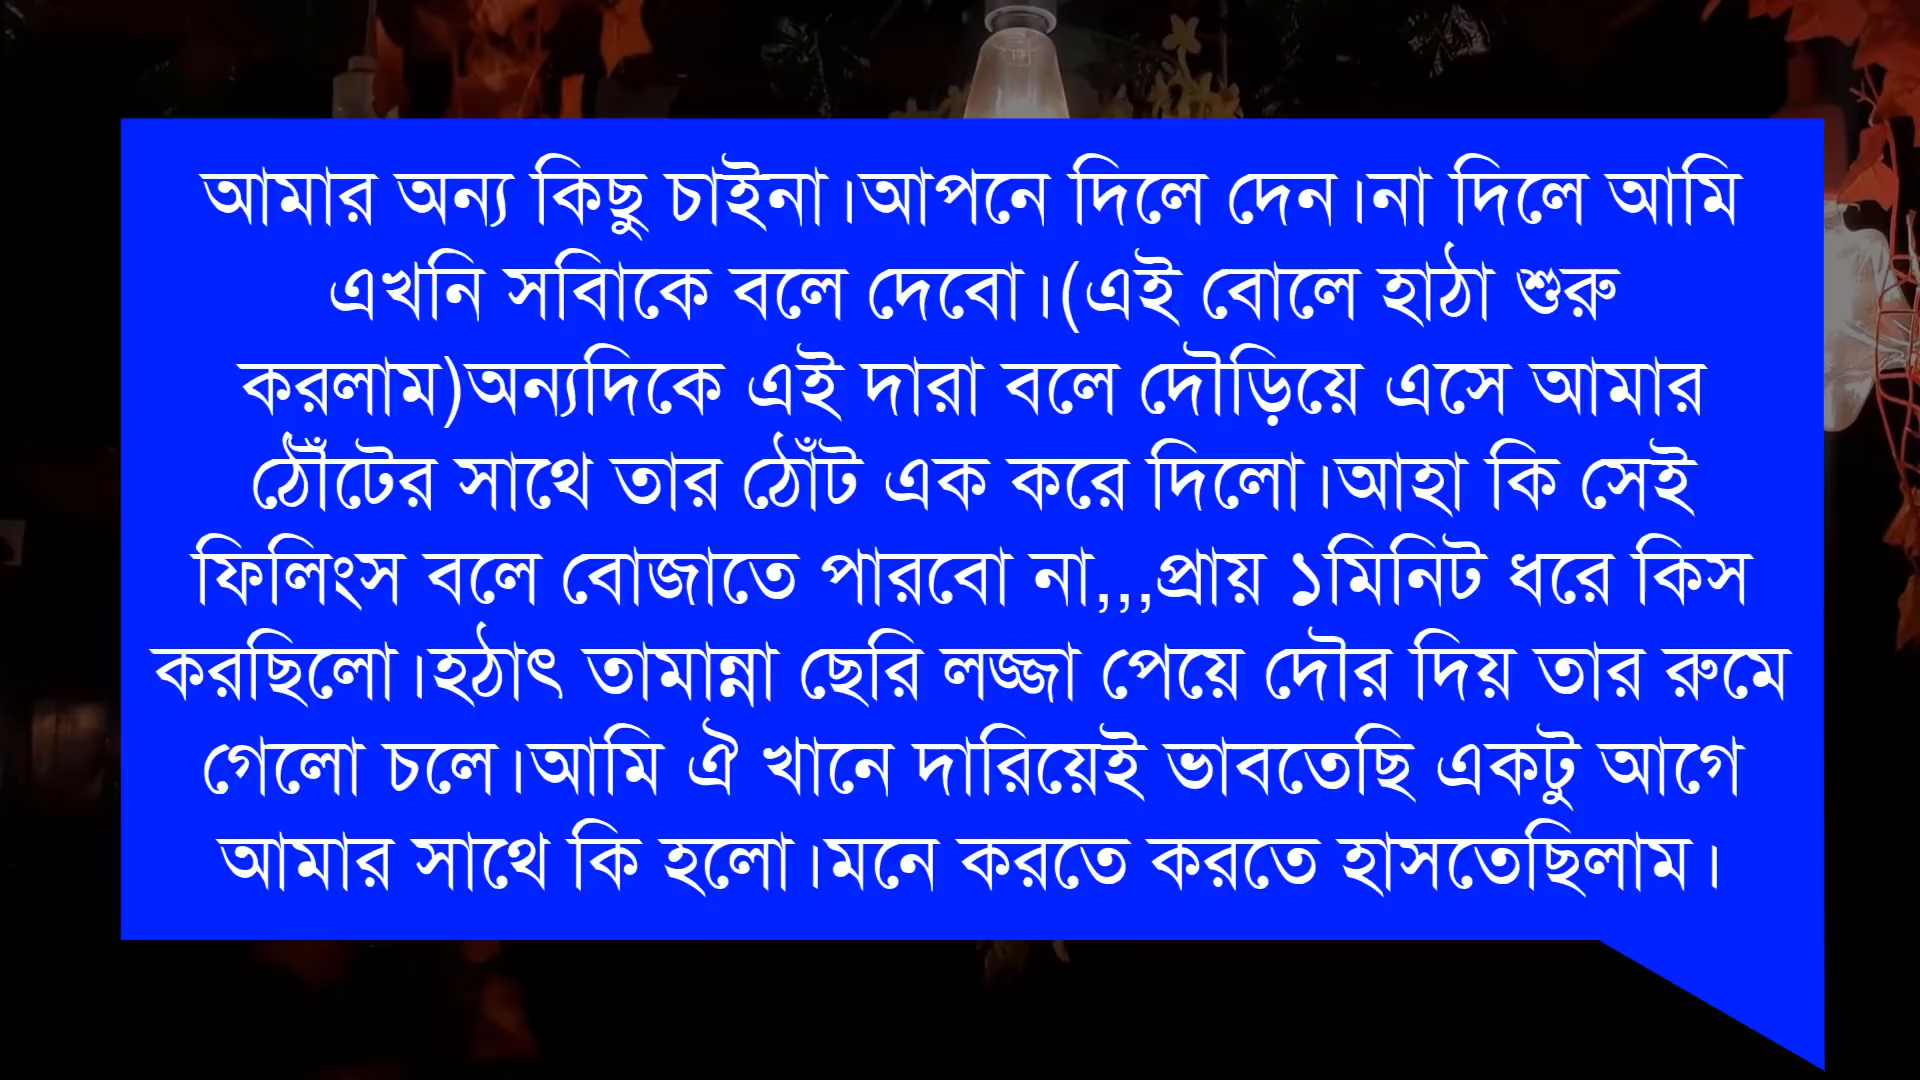 আমার অন্য কিছু চাইনা।আপনে দিলে দেন।না দিলে আমি
এখনি সবিাকে বলে দেবো।(এই বোলে হাঠা শুরু
করলাম)অন্যদিকে এই দারা বলে দৌড়িয়ে এসে আমার
ঠোঁটের সাথে তার ঠোঁট এক করে দিলো।আহা কি সেই
ফিলিংস বলে বোজাতে পারবো না,,,প্রায় ১মিনিট ধরে কিস
করছিলো।হঠাৎ তামান্না ছেরি লজ্জা পেয়ে দৌর দিয় তার রুমে
গেলো চলে।আমি ঐ খানে দারিয়েই ভাবতেছি একটু আগে
আমার সাথে কি হলো।মনে করতে করতে হাসতেছিলাম।